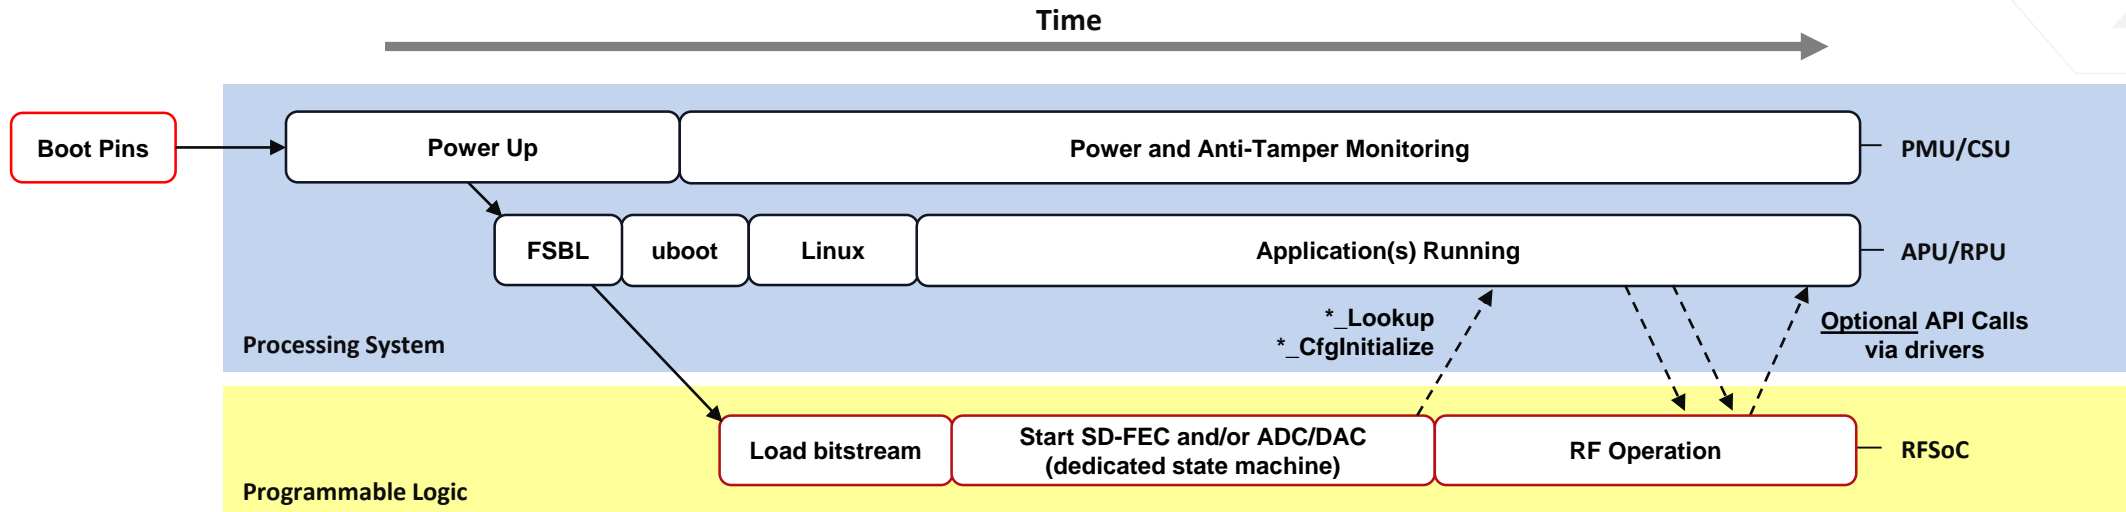 Time
Boot Pins
Power Up
Power and Anti-Tamper Monitoring
PMU/CSU
FSBL
uboot
Linux
Application(s) Running
APU/RPU
*_Lookup
*_CfgInitialize
Optional API Calls
via drivers
Processing System
Load bitstream
Start SD-FEC and/or ADC/DAC
(dedicated state machine)
RF Operation
RFSoC
Programmable Logic